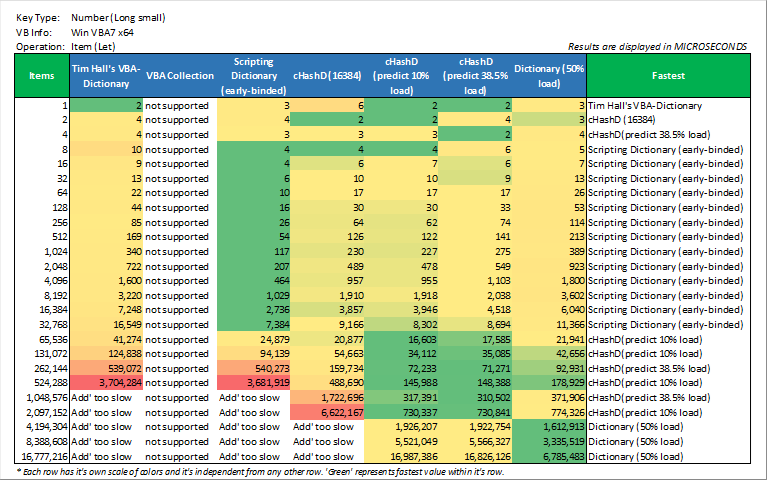 Key Type: Number (Long small)
VB Info: Win VBA7 x64
Operation: Item (Let)
Results are displayed in MICROSECONDS
Items Tim Hall's VBA-Dictionary VBA Collection Scripting Dictionary (early-binded) cHashD (16384) cHashD (predict 10% load) cHashD (predict 38.5% load) Dictionary (50% load) Fastest
1 2 not supported 3 6 2 2 3 Tim Hall's VBA-Dictionary
2 4 not supported 4 2 2 4 3 cHashD (16384)
4 4 not supported 3 3 3 2 4 cHashD(predict 38.5% load)
8 10 not supported 4 4 4 6 5 Scripting Dictionary (early-binded)
16 9 not supported 4 6 7 6 7 Scripting Dictionary (early-binded)
32 13 not supported 6 10 10 9 13 Scripting Dictionary (early-binded)
64 22 not supported 10 17 17 17 26 Scripting Dictionary (early-binded)
128 44 not supported 16 30 30 33 53 Scripting Dictionary (early-binded)
256 85 not supported 26 64 62 74 114 Scripting Dictionary (early-binded)
512 169 not supported 54 126 122 141 213 Scripting Dictionary (early-binded)
1,024 340 not supported 117 230 227 275 389 Scripting Dictionary (early-binded)
2,048 722 not supported 207 489 478 549 923 Scripting Dictionary (early-binded)
4,096 1,600 not supported 464 957 955 1,103 1,800 Scripting Dictionary (early-binded)
8,192 3,220 not supported 1,029 1,910 1,918 2,038 3,602 Scripting Dictionary (early-binded)
16,384 7,248 not supported 2,736 3,857 3,946 4,518 6,040 Scripting Dictionary (early-binded)
32,768 16,549 not supported 7,384 9,166 8,302 8,694 11,366 Scripting Dictionary (early-binded)
65,536 41,274 not supported 24,879 20,877 16,603 17,585 21,941 cHashD(predict 10% load)
131,072 124,838 not supported 94,139 54,663 34,112 35,085 42,656 cHashD(predict 10% load)
262,144 539,072 not supported 540,273 159,734 72,233 71,271 92,931 cHashD(predict 38.5% load)
524,288 3,704,284 not supported 3,681,919 488,690 145,988 148,388 178,929 cHashD(predict 10% load)
1,048,576 Add' too slow not supported Add' too slow 1,722,696 317,391 310,502 371,906 cHashD(predict 38.5% load)
2,097,152 Add' too slow not supported Add' too slow 6,622,167 730,337 730,841 774,326 cHashD(predict 10% load)
4,194,304 Add' too slow not supported Add' too slow Add' too slow 1,926,207 1,922,754 1,612,913 Dictionary (50% load)
8,388,608 Add' too slow not supported Add' too slow Add' too slow 5,521,049 5,566,327 3,335,519 Dictionary (50% load)
16,777,216 Add' too slow not supported Add' too slow Add' too slow 16,987,386 16,826,126 6,785,483 Dictionary (50% load)
* Each row has it's own scale of colors and it's independent from any other row. 'Green' represents fastest value within it's row.